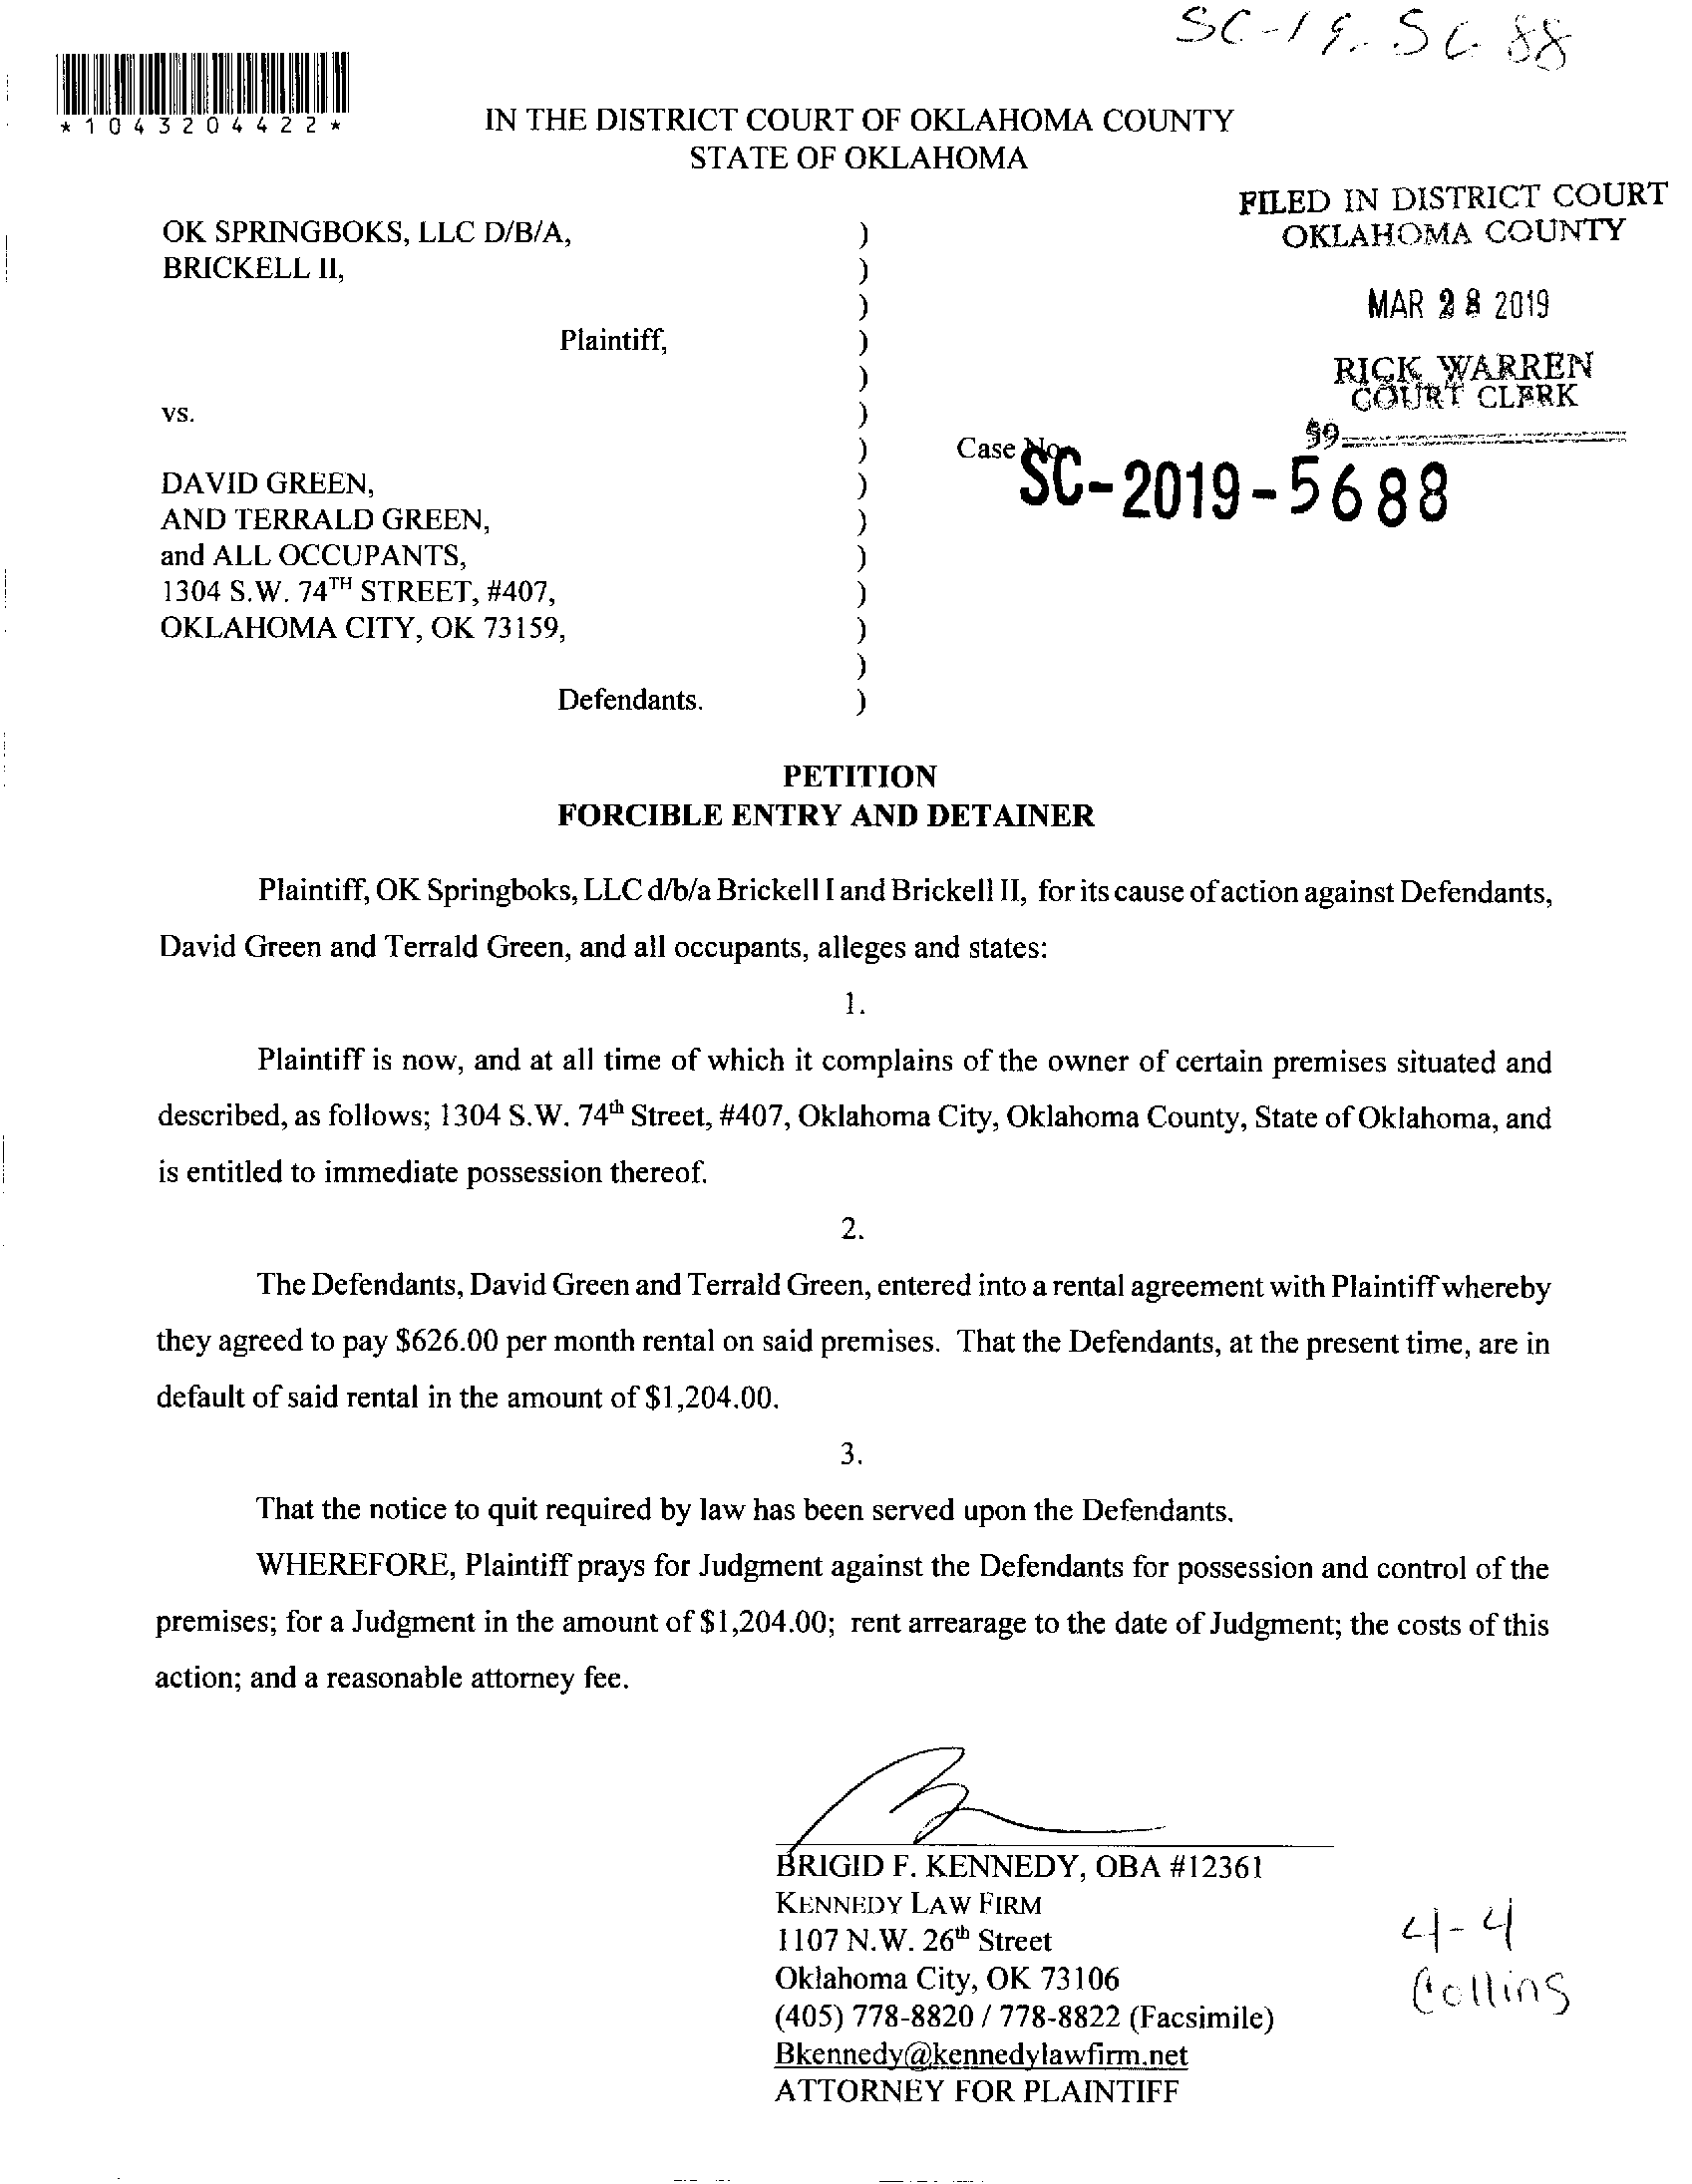 SC-19-5688
*1043204422*
IN THE DISTRICT COURT OF OKLAHOMA COUNTY
STATE OF OKLAHOMA
FILED IN DISTRICT COURT
OKLAHOMA COUNTY
MAR 28 2019
RICK WARREN
COURT CLERK
39
OK SPRINGBOKS, LLC D/B/A, )
BRICKELL II, )
)
Plaintiff, )
)
vs. )
) Case No.
SC-2019-5688
DAVID GREEN, )
AND TERRALD GREEN, )
and ALL OCCUPANTS, )
1304 S.W. 74TH STREET, #407, )
OKLAHOMA CITY, OK 73159, )
)
Defendants. )
PETITION
FORCIBLE ENTRY AND DETAINER
Plaintiff, OK Springboks, LLC d/b/a Brickell I and Brickell II, for its cause of action against Defendants,
David Green and Terrald Green, and all occupants, alleges and states:
1.
Plaintiff is now, and at all time of which it complains of the owner of certain premises situated and
described, as follows; 1304 S.W. 74th Street, #407, Oklahoma City, Oklahoma County, State of Oklahoma, and
is entitled to immediate possession thereof.
2.
The Defendants, David Green and Terrald Green, entered into a rental agreement with Plaintiff whereby
they agreed to pay $626.00 per month rental on said premises. That the Defendants, at the present time, are in
default of said rental in the amount of $1,204.00.
3.
That the notice to quit required by law has been served upon the Defendants.
WHEREFORE, Plaintiff prays for Judgment against the Defendants for possession and control of the
premises; for a Judgment in the amount of $1,204.00; rent arrearage to the date of Judgment; the costs of this
action; and a reasonable attorney fee.
BRIGID F. KENNEDY, OBA #12361
KENNEDY LAW FIRM
1107 N.W. 26th Street
Oklahoma City, OK 73106
(405) 778-8820 / 778-8822 (Facsimile)
Bkennedy@kennedylawfirm.net
ATTORNEY FOR PLAINTIFF
4-4
Collins